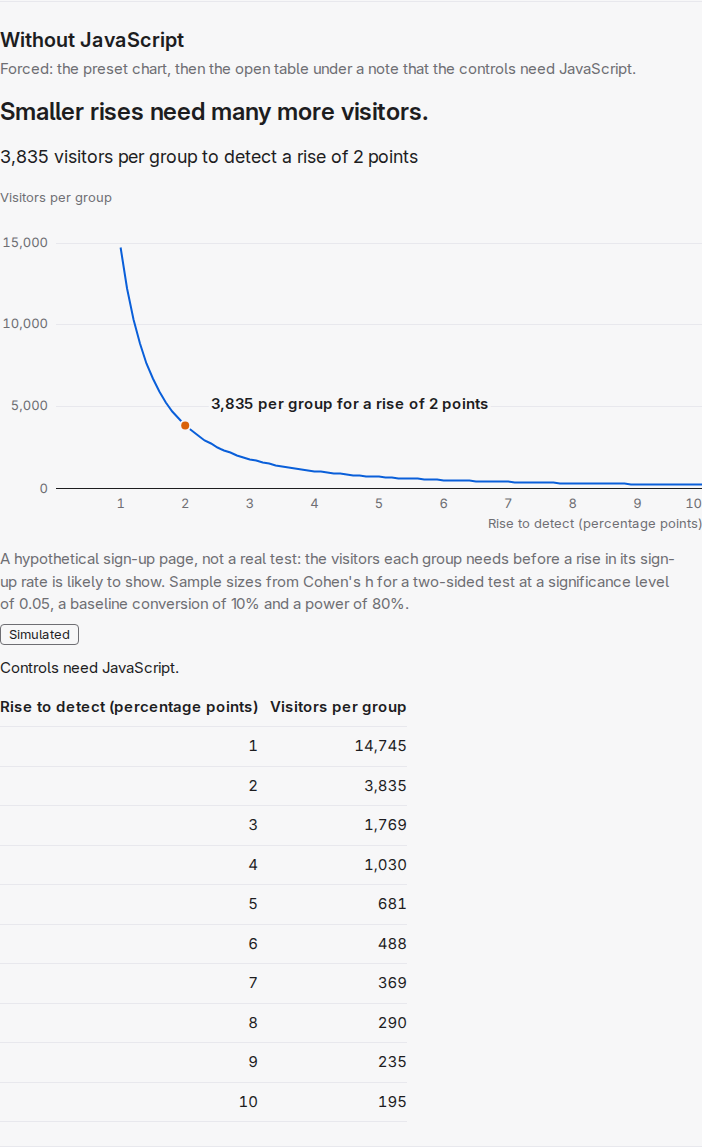 Without JavaScript
Forced: the preset chart, then the open table under a note that the controls need JavaScript.
Smaller rises need many more visitors.
3,835 visitors per group to detect a rise of 2 points
Visitors per group
15,000
10,000
5,000
3,835 per group for a rise of 2 points
0
1 2 3 4 5 6 7 8 9 10
Rise to detect (percentage points)
A hypothetical sign-up page, not a real test: the visitors each group needs before a rise in its sign-
up rate is likely to show. Sample sizes from Cohen's h for a two-sided test at a significance level
of 0.05, a baseline conversion of 10% and a power of 80%.
Simulated
Controls need JavaScript.
Rise to detect (percentage points) Visitors per group
1 14,745
2 3,835
3 1,769
4 1,030
5 681
6 488
7 369
8 290
9 235
10 195